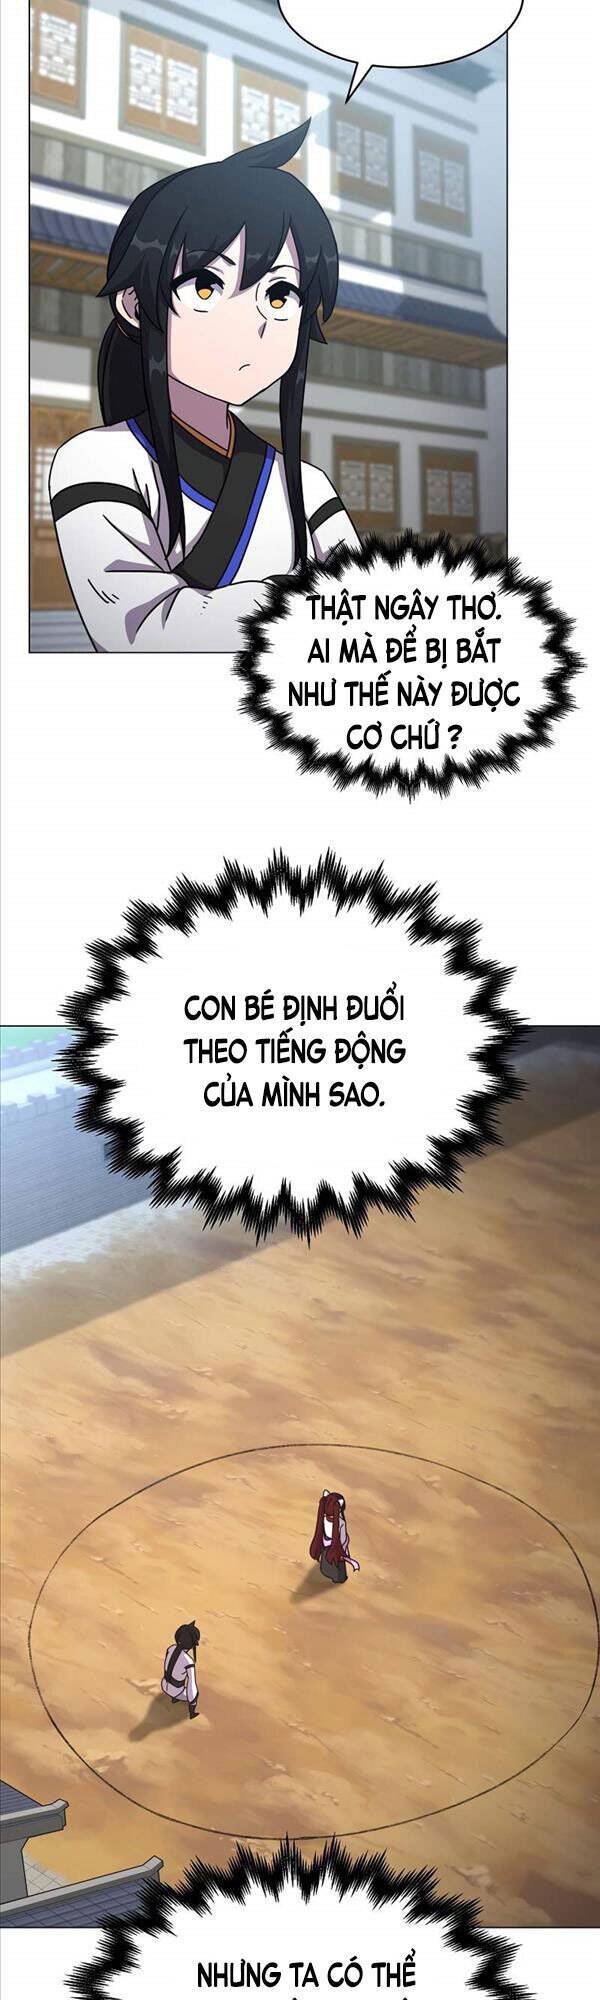 THẬT NGÂY THƠ.
AI MÀ ĐỂ BỊ BẮT
NHƯ THẾ NÀY ĐƯỢC
CƠ CHỨ ?
CON BÉ ĐỊNH ĐUỔI
THEO TIẾNG ĐỘNG
CỦA MÌNH SAO.
NHƯNG TA CÓ THỂ